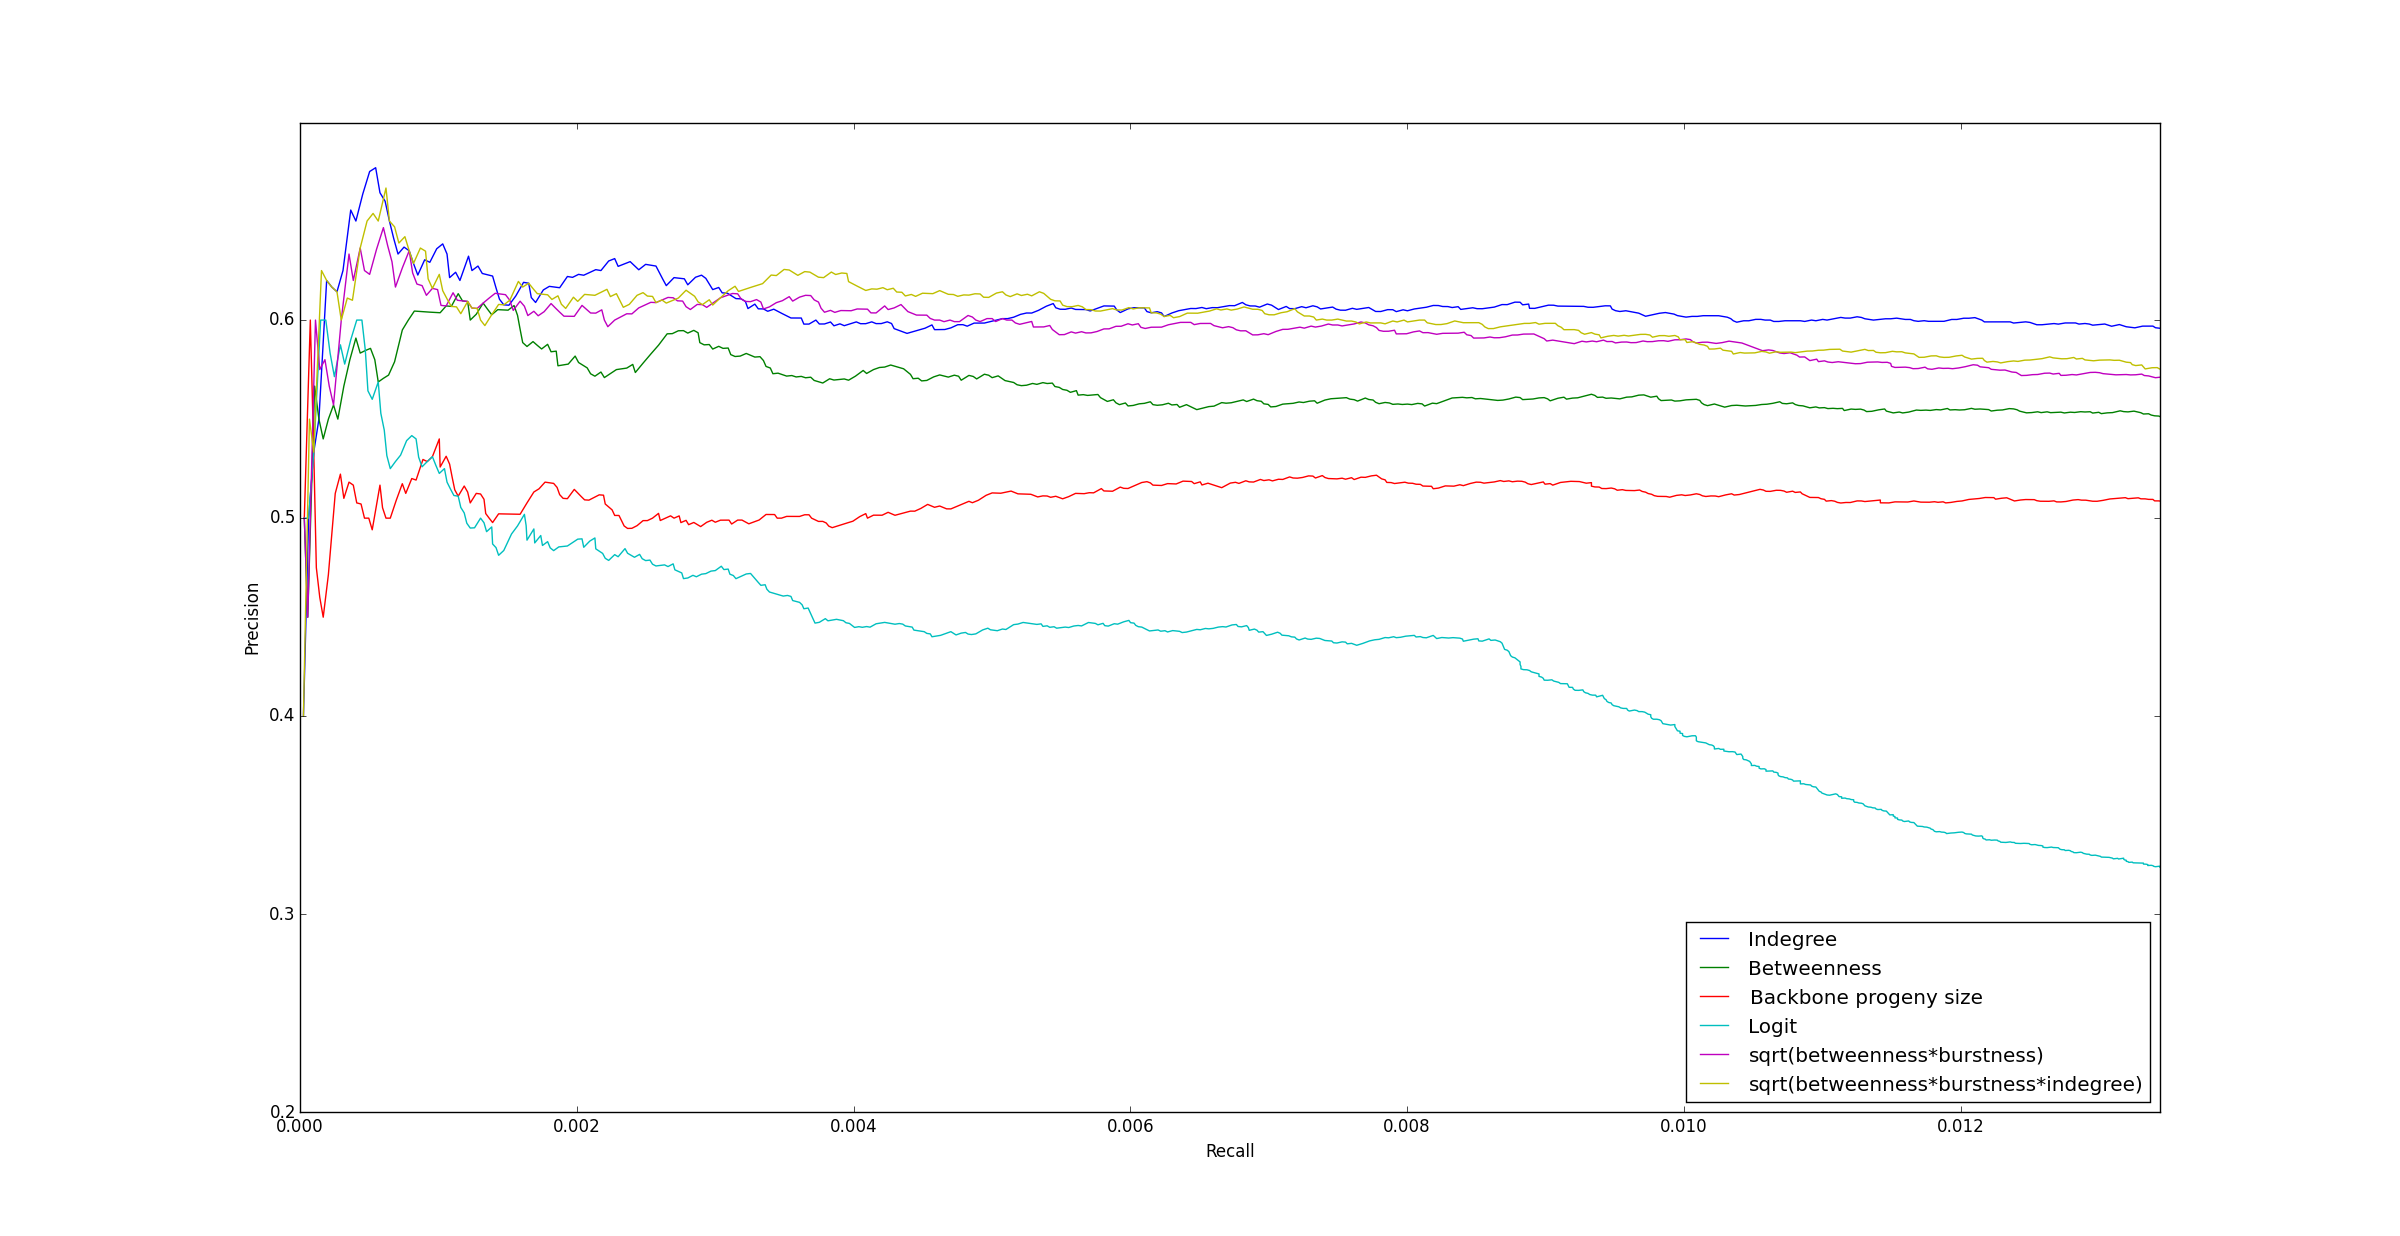 0.6
0.5
0.4
0.3
0.2
Precision
0.000 0.002 0.004 0.006 0.008 0.010 0.012
Recall
Indegree
Betweenness
Backbone progeny size
Logit
sqrt(betweenness*burstness)
sqrt(betweenness*burstness*indegree)